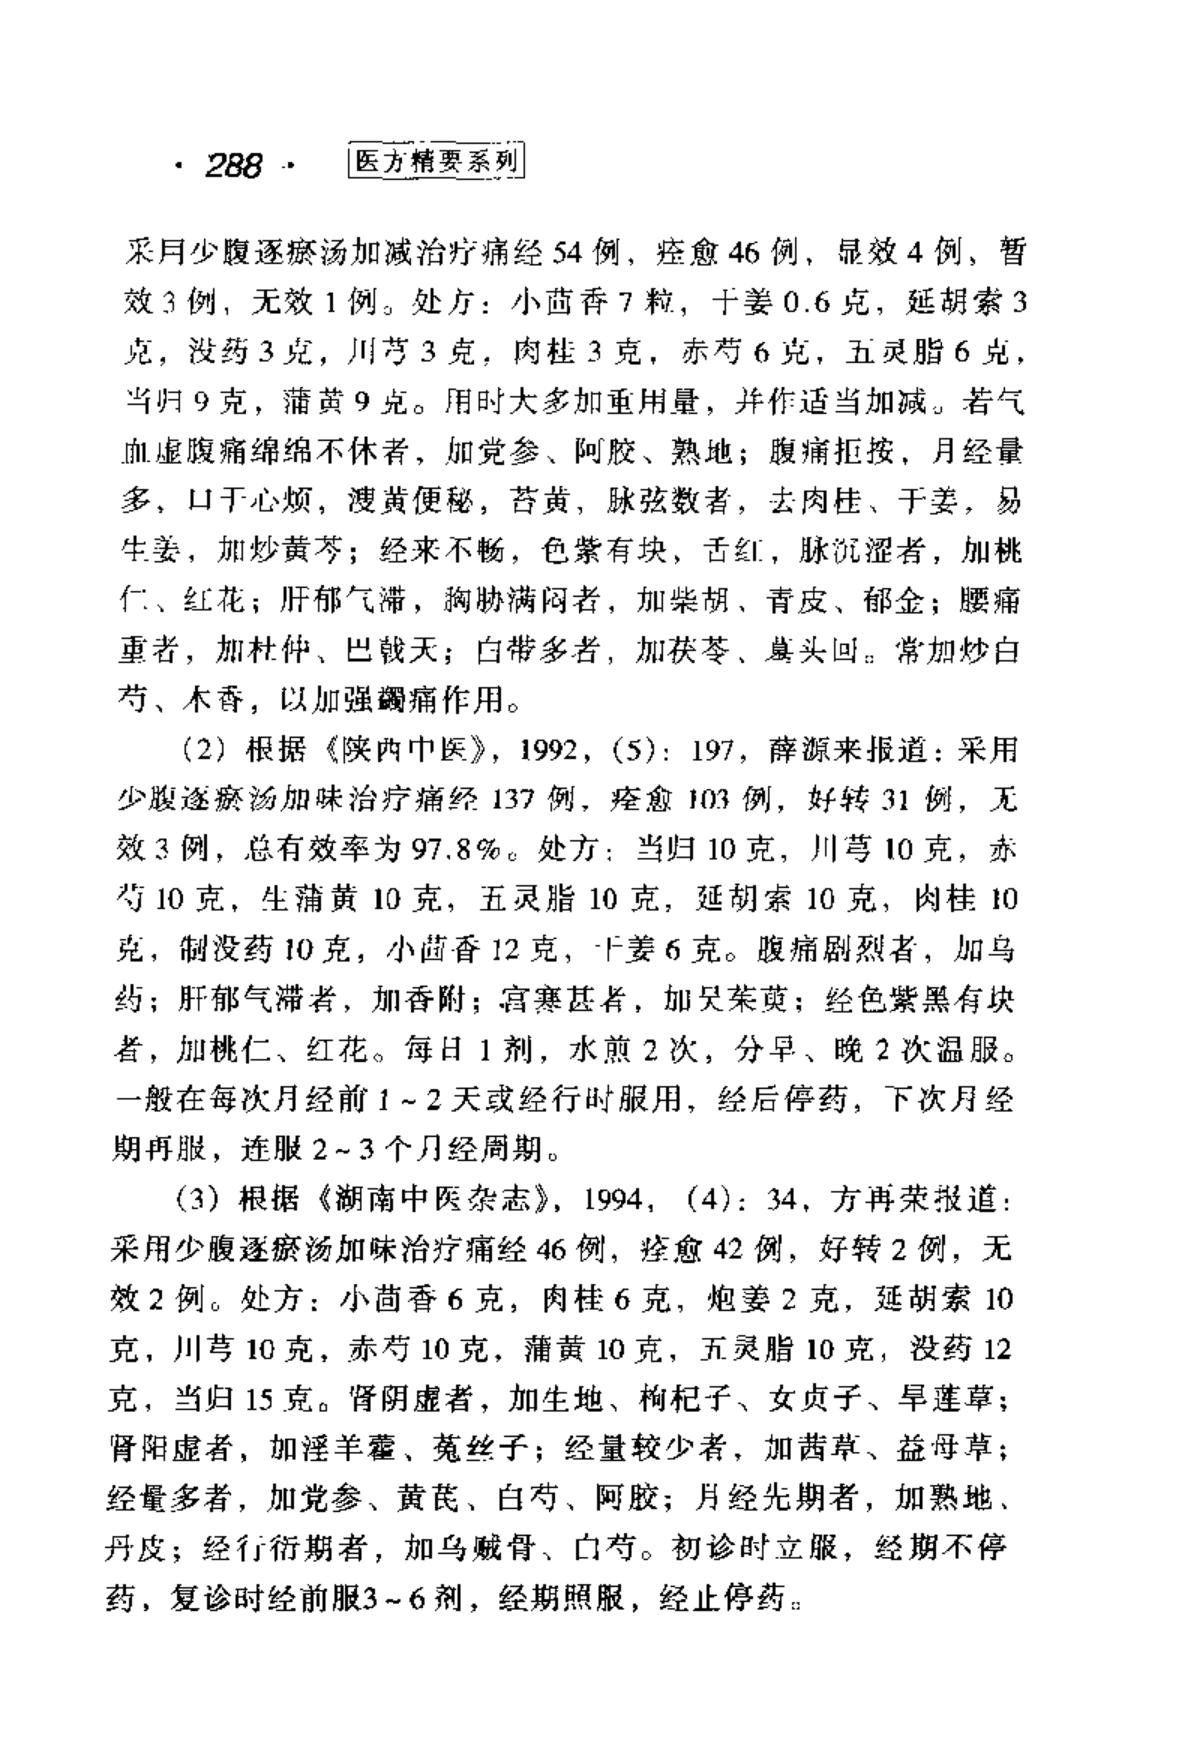 · 288 ·
医方精要系列
采用少腹逐瘀汤加减治疗痛经 54 例，痊愈 46 例，显效 4 例，暂
效 3 例，无效 1 例。处方：小茴香 7 粒，干姜 0.6 克，延胡索 3
克，没药 3 克，川芎 3 克，肉桂 3 克，赤芍 6 克，五灵脂 6 克，
当归 9 克，蒲黄 9 克。用时大多加重用量，并作适当加减。若气
血虚腹痛绵绵不休者，加党参、阿胶、熟地；腹痛拒按，月经量
多，口干心烦，溲黄便秘，苔黄，脉弦数者，去肉桂、干姜，易
生姜，加炒黄芩；经来不畅，色紫有块，舌红，脉沉涩者，加桃
仁、红花；肝郁气滞，胸胁满闷者，加柴胡、青皮、郁金；腰痛
重者，加杜仲、巴戟天；白带多者，加茯苓、墓头回。常加炒白
芍、木香，以加强蠲痛作用。
（2）根据《陕西中医》，1992，(5)：197，薛源来报道：采用
少腹逐瘀汤加味治疗痛经 137 例，痊愈 103 例，好转 31 例，无
效 3 例，总有效率为 97.8%。处方：当归 10 克，川芎 10 克，赤
芍 10 克，生蒲黄 10 克，五灵脂 10 克，延胡索 10 克，肉桂 10
克，制没药 10 克，小茴香 12 克，干姜 6 克。腹痛剧烈者，加乌
药；肝郁气滞者，加香附；宫寒甚者，加吴茱萸；经色紫黑有块
者，加桃仁、红花。每日 1 剂，水煎 2 次，分早、晚 2 次温服。
一般在每次月经前 1～2 天或经行时服用，经后停药，下次月经
期再服，连服 2～3 个月经周期。
（3）根据《湖南中医杂志》，1994，（4）：34，方再荣报道：
采用少腹逐瘀汤加味治疗痛经 46 例，痊愈 42 例，好转 2 例，无
效 2 例。处方：小茴香 6 克，肉桂 6 克，炮姜 2 克，延胡索 10
克，川芎 10 克，赤芍 10 克，蒲黄 10 克，五灵脂 10 克，没药 12
克，当归 15 克。肾阴虚者，加生地、枸杞子、女贞子、旱莲草；
肾阳虚者，加淫羊藿、菟丝子；经量较少者，加茜草、益母草；
经量多者，加党参、黄芪、白芍、阿胶；月经先期者，加熟地、
丹皮；经行衍期者，加乌贼骨、白芍。初诊时立服，经期不停
药，复诊时经前服3～6 剂，经期照服，经止停药。